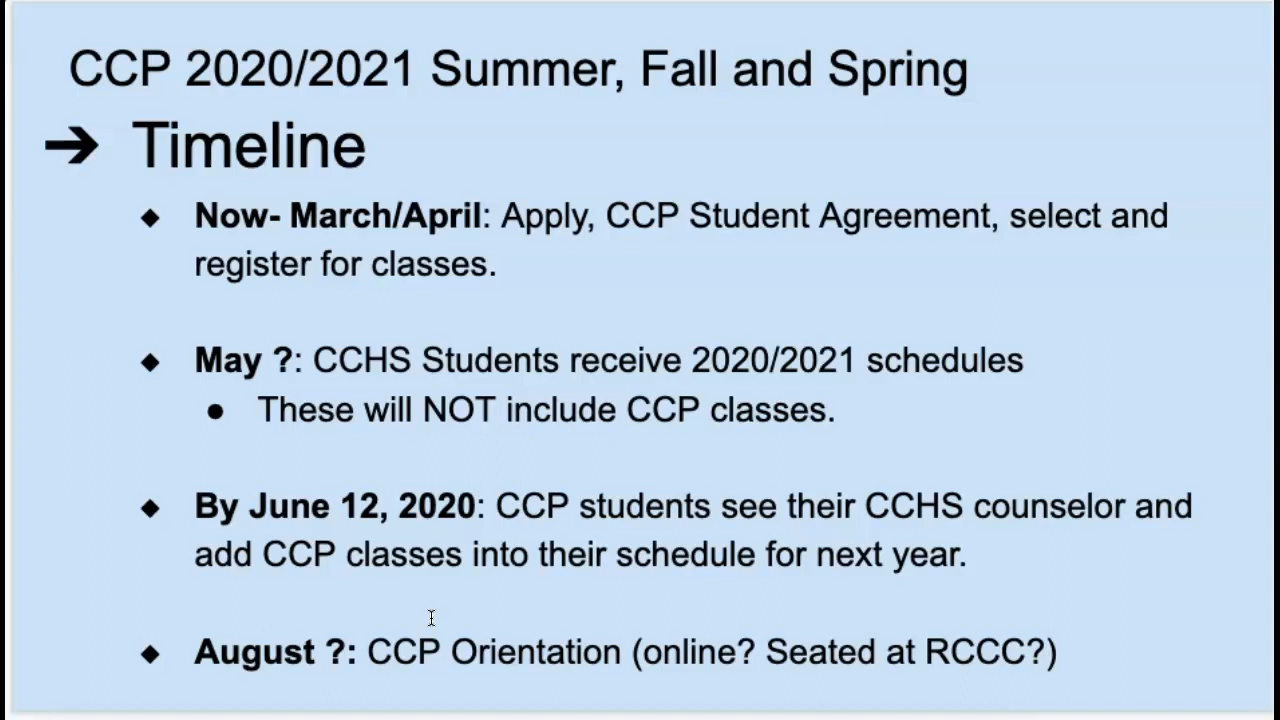 CCP 2020/2021 Summer, Fall and Spring
➔ Timeline
◆ Now- March/April: Apply, CCP Student Agreement, select and
register for classes.
◆ May ?: CCHS Students receive 2020/2021 schedules
● These will NOT include CCP classes.
◆ By June 12, 2020: CCP students see their CCHS counselor and
add CCP classes into their schedule for next year.
◆ August ?: CCP Orientation (online? Seated at RCCC?)